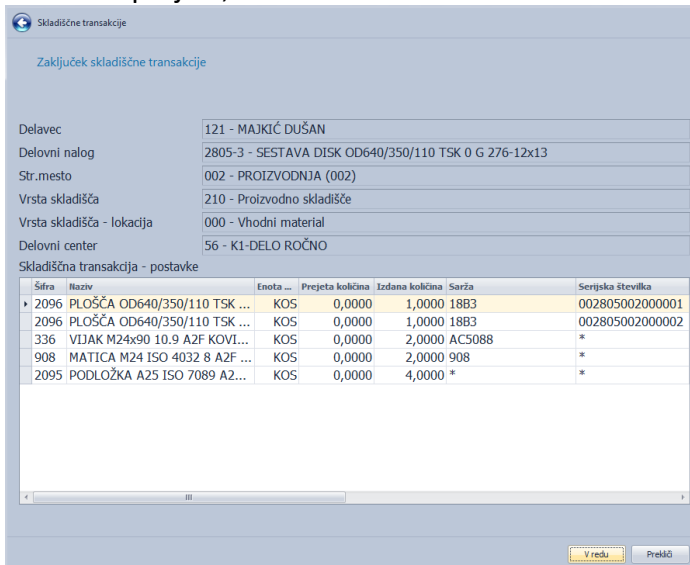 Skladiščne transakcije
Zaključek skladiščne transakcije
Delavec 121 - MAJKIĆ DUŠAN
Delovni nalog 2805-3 - SESTAVA DISK OD640/350/110 TSK 0 G 276-12x13
Str.mesto 002 - PROIZVODNJA (002)
Vrsta skladišča 210 - Proizvodno skladišče
Vrsta skladišča - lokacija 000 - Vhodni material
Delovni center 56 - K1-DELO ROČNO
Skladiščna transakcija - postavke
Šifra Naziv Enota ... Prejeta količina Izdana količina Sarža Serijska številka
2096 PLOŠČA OD640/350/110 TSK ... KOS 0,0000 1,0000 18B3 002805002000001
2096 PLOŠČA OD640/350/110 TSK ... KOS 0,0000 1,0000 18B3 002805002000002
336 VIJAK M24x90 10.9 A2F KOVI... KOS 0,0000 2,0000 AC5088 *
908 MATICA M24 ISO 4032 8 A2F ... KOS 0,0000 2,0000 908 *
2095 PODLOŽKA A25 ISO 7089 A2... KOS 0,0000 4,0000 * *
V redu Prekliči